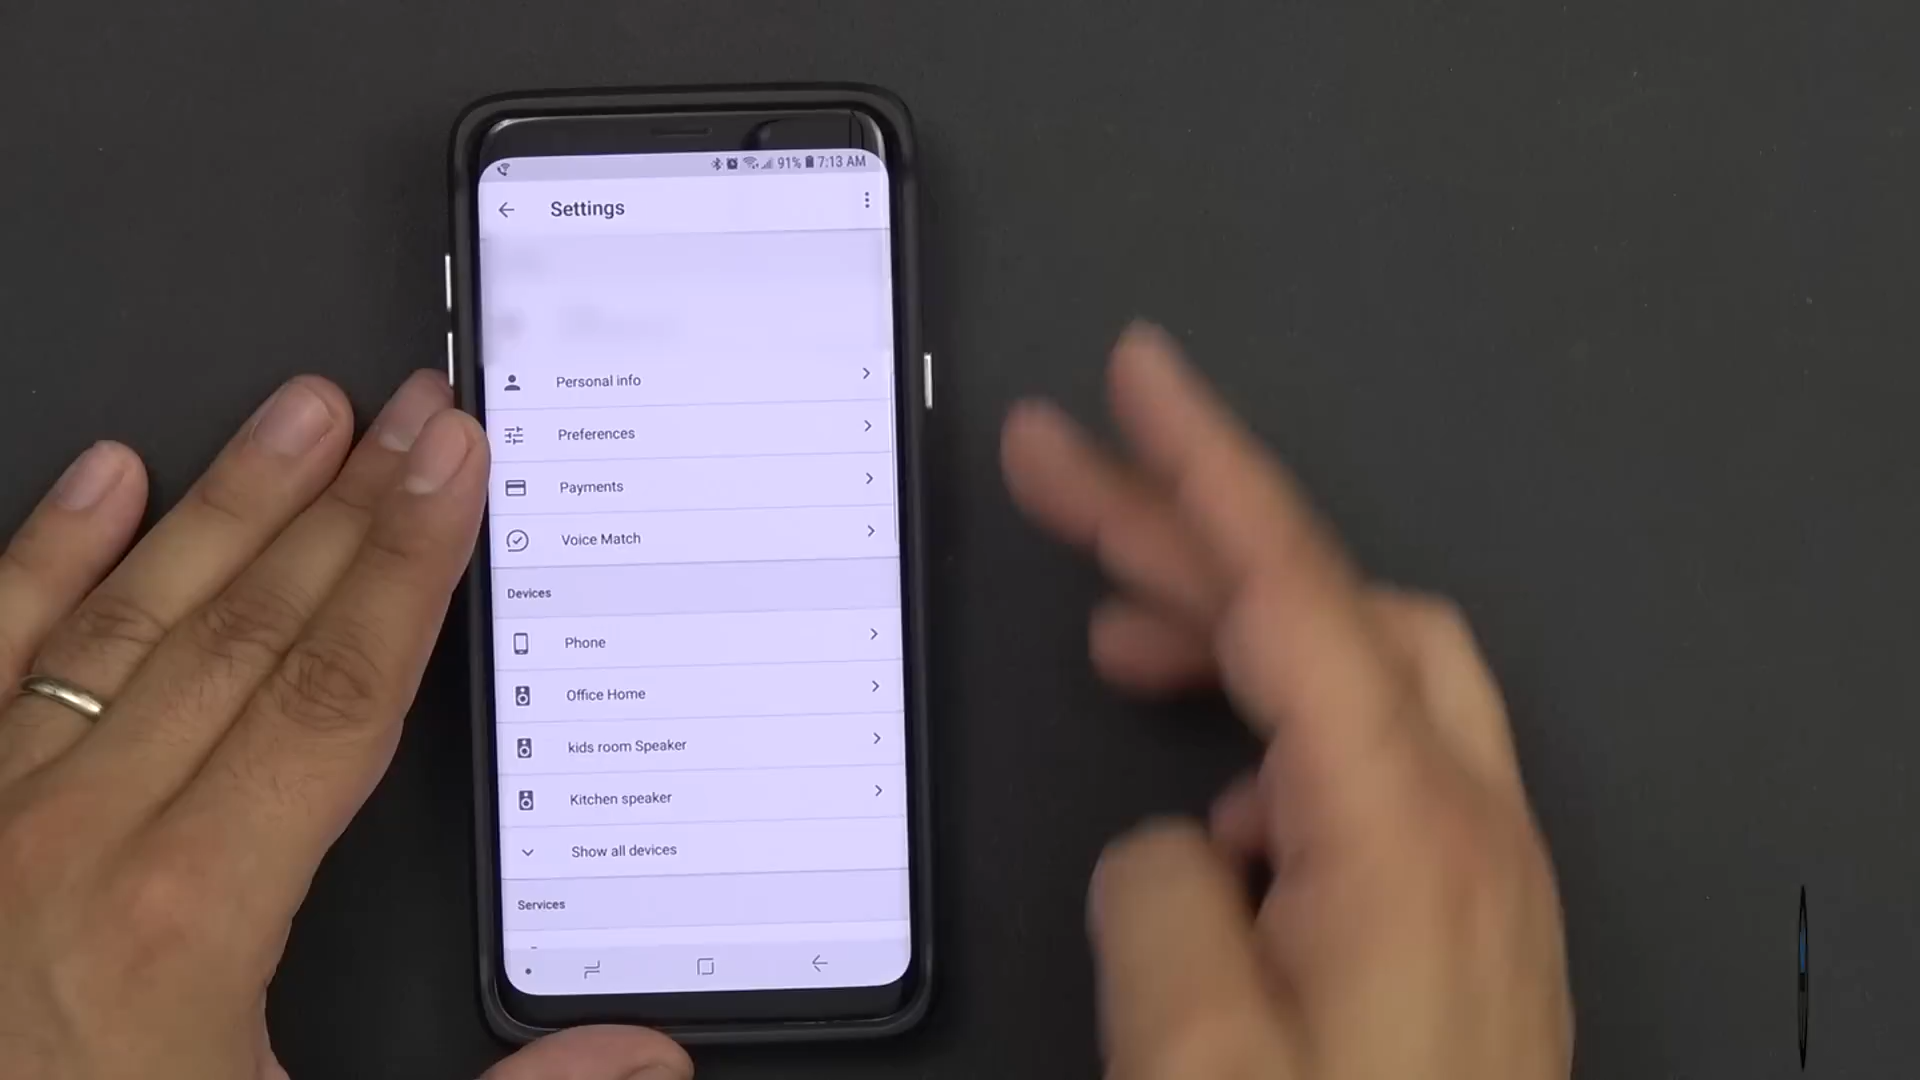 91% 7:13 AM
Settings
Personal info
Preferences
Payments
Voice Match
Devices
Phone
Office Home
kids room Speaker
Kitchen speaker
Show all devices
Services